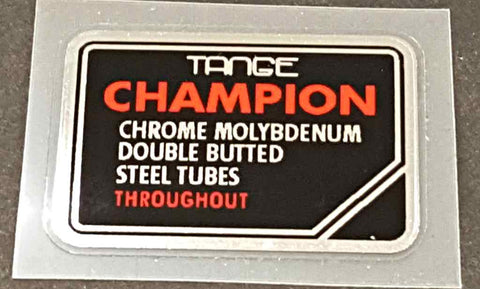 TANGE
CHAMPION
CHROME MOLYBDENUM
DOUBLE BUTTED
STEEL TUBES
THROUGHOUT